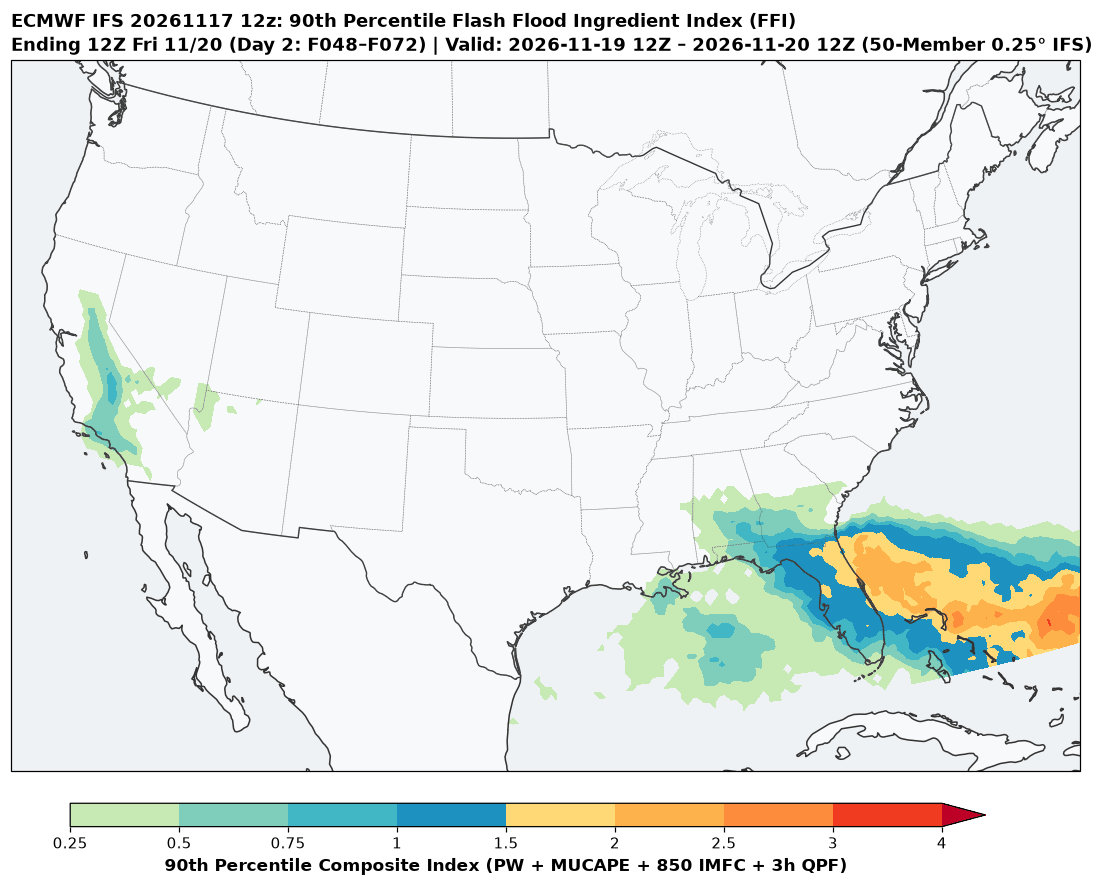 ECMWF IFS 20261117 12z: 90th Percentile Flash Flood Ingredient Index (FFI)
Ending 12Z Fri 11/20 (Day 2: F048–F072) | Valid: 2026-11-19 12Z – 2026-11-20 12Z (50-Member 0.25° IFS)
0.25 0.5 0.75 1 1.5 2 2.5 3 4
90th Percentile Composite Index (PW + MUCAPE + 850 IMFC + 3h QPF)